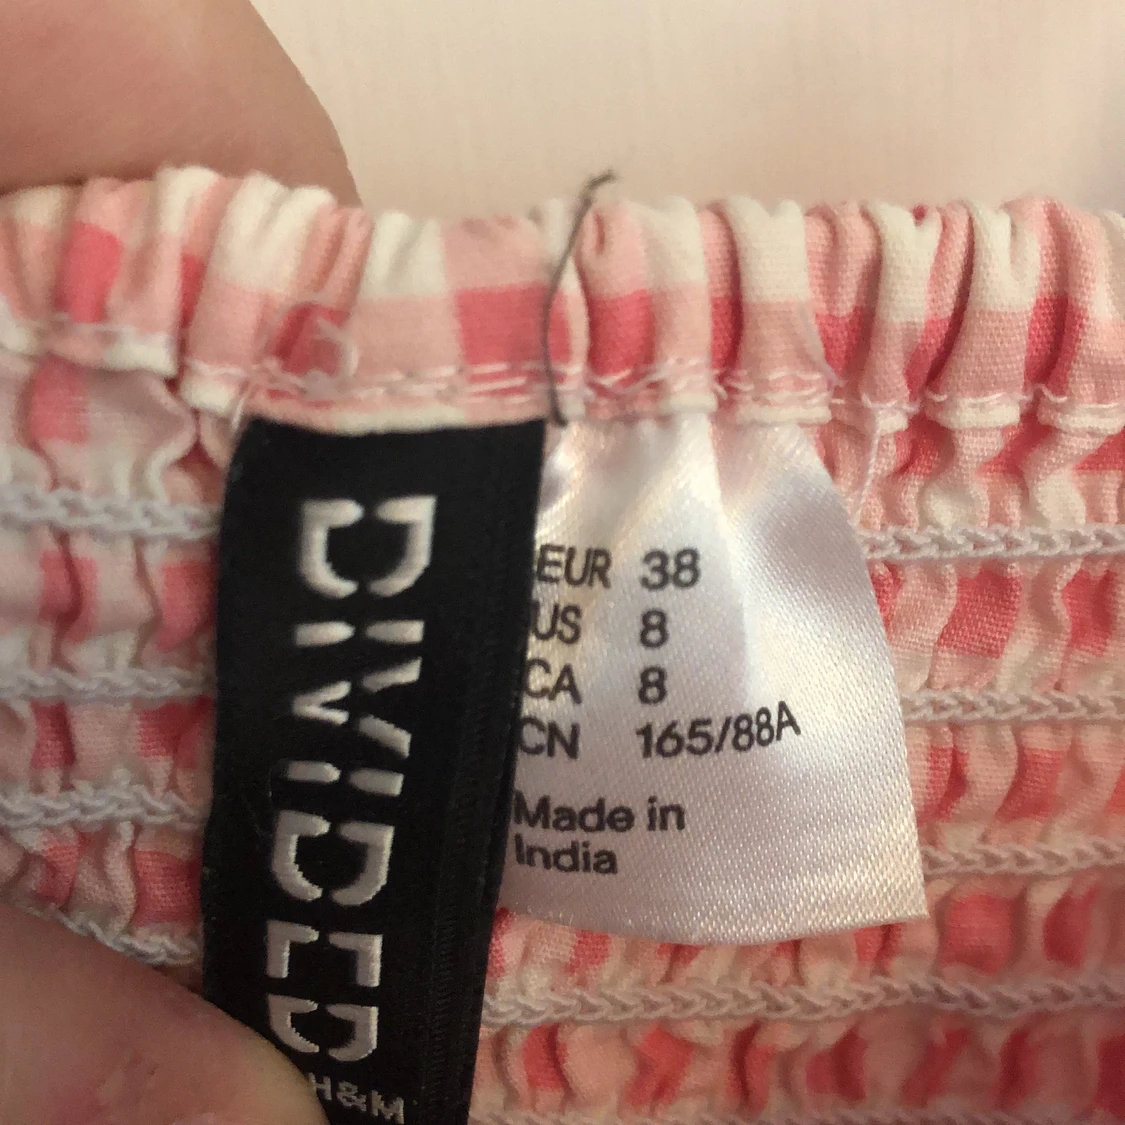 DIVIDED
H&M
EUR 38
US 8
CA 8
CN 165/88A
Made in
India